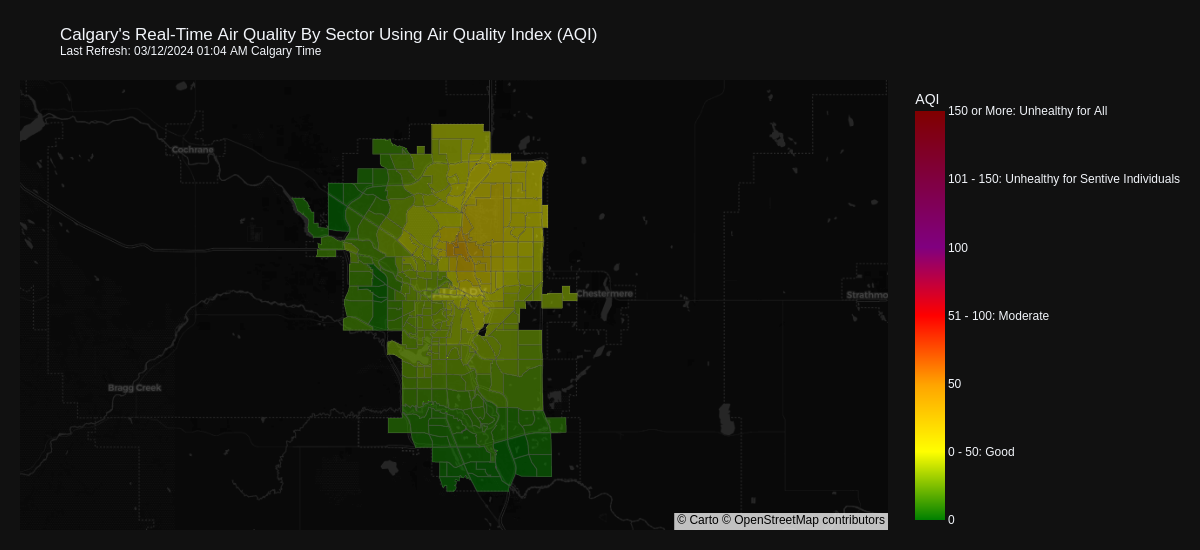 Calgary's Real-Time Air Quality By Sector Using Air Quality Index (AQI)
Last Refresh: 03/12/2024 01:04 AM Calgary Time
AQI
150 or More: Unhealthy for All
Cochrane
101 - 150: Unhealthy for Sentive Individuals
100
Chestermere
Strathmo
51 - 100: Moderate
50
Bragg Creek
0 - 50: Good
0
© Carto © OpenStreetMap contributors